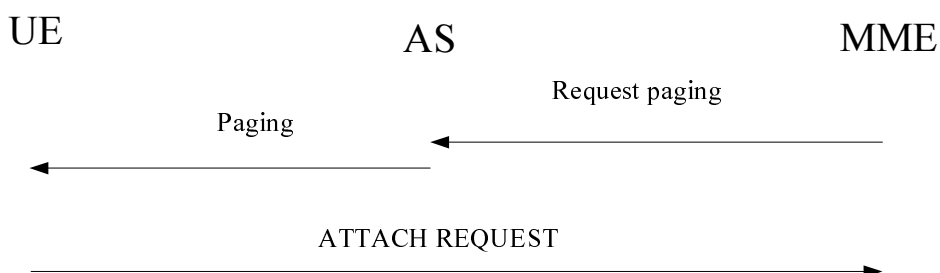 UE
AS
MME
Request paging
Paging
ATTACH REQUEST